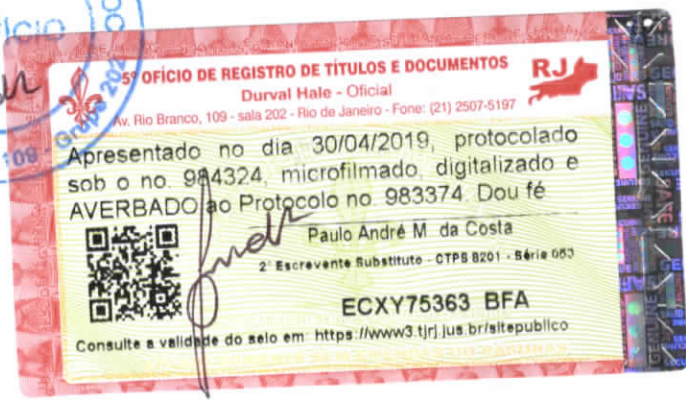 5º OFÍCIO DE REGISTRO DE TÍTULOS E DOCUMENTOS
Durval Hale - Oficial
Av. Rio Branco, 109 - sala 202 - Rio de Janeiro - Fone: (21) 2507-5197
RJ
Apresentado no dia 30/04/2019, protocolado
sob o no. 984324, microfilmado, digitalizado e
AVERBADO ao Protocolo no. 983374. Dou fé
Paulo André M. da Costa
2º Escrevente Substituto - CTPS 8201 - Série 053
ECXY75363 BFA
Consulte a validade do selo em: https://www3.tjrj.jus.br/sitepublico